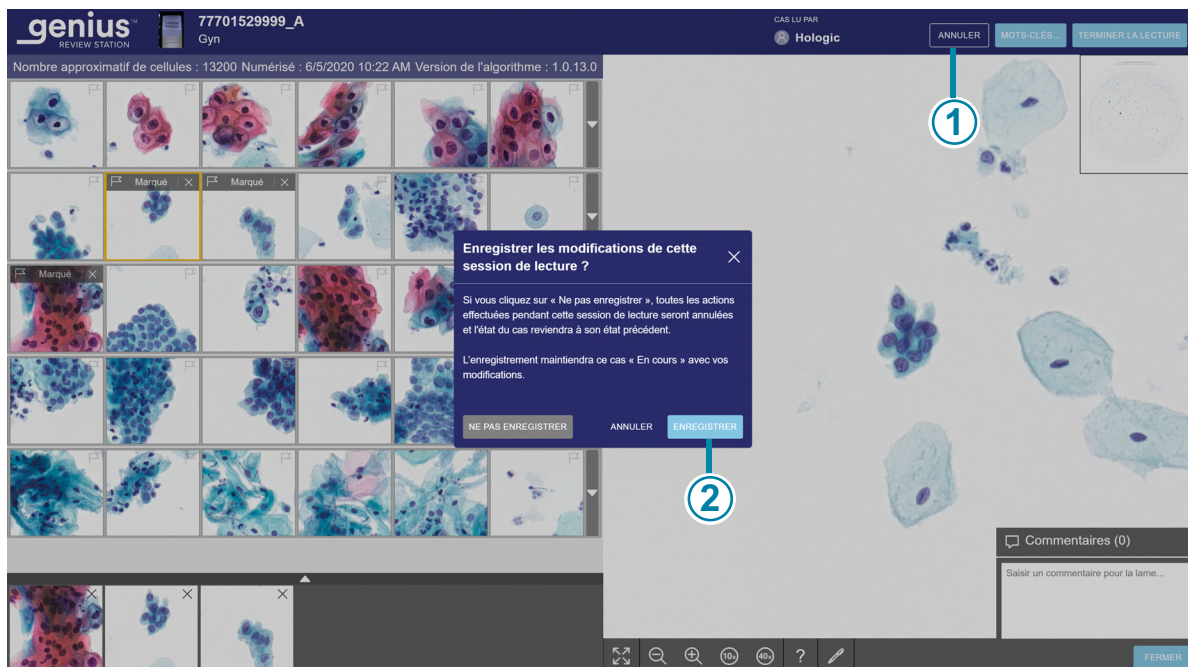 genius™
REVIEW STATION
77701529999_A
Gyn
CAS LU PAR
Hologic
ANNULER
MOTS-CLÉS...
TERMINER LA LECTURE
Nombre approximatif de cellules : 13200 Numérisé : 6/5/2020 10:22 AM Version de l'algorithme : 1.0.13.0
1
Marqué
Marqué
Marqué
Enregistrer les modifications de cette
session de lecture ?
Si vous cliquez sur « Ne pas enregistrer », toutes les actions
effectuées pendant cette session de lecture seront annulées
et l'état du cas reviendra à son état précédent.
L'enregistrement maintiendra ce cas « En cours » avec vos
modifications.
NE PAS ENREGISTRER
ANNULER
ENREGISTRER
2
Commentaires (0)
Saisir un commentaire pour la lame...
10x
40x
?
FERMER